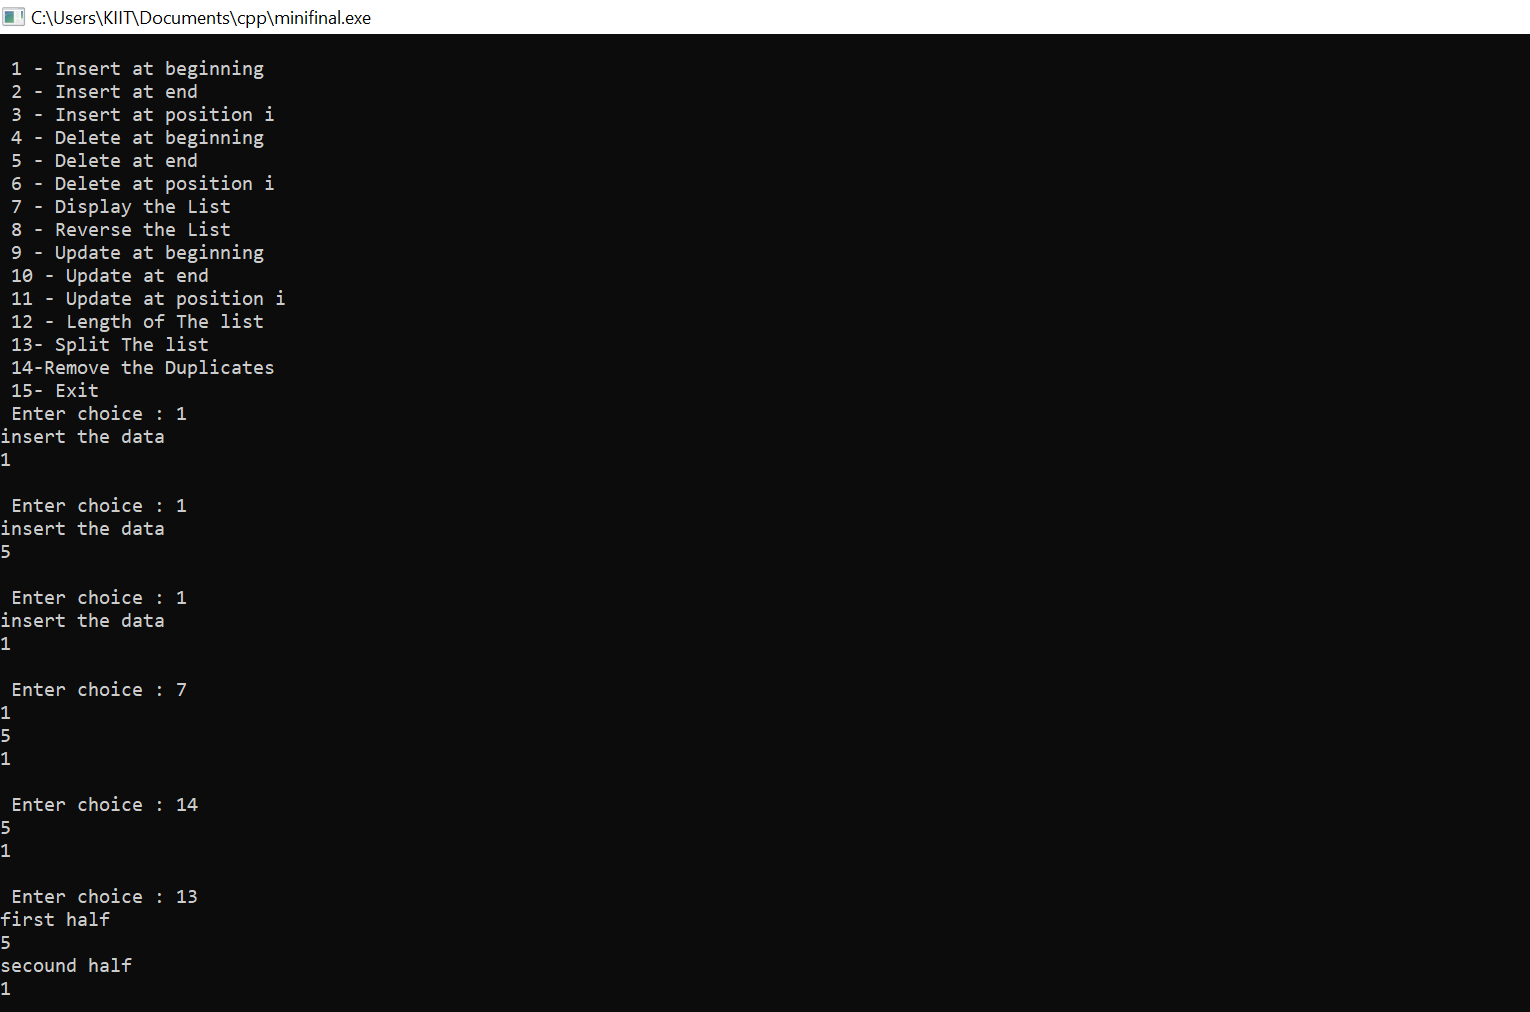 C:\Users\KIIT\Documents\cpp\minifinal.exe
1 - Insert at beginning
2 - Insert at end
3 - Insert at position i
4 - Delete at beginning
5 - Delete at end
6 - Delete at position i
7 - Display the List
8 - Reverse the List
9 - Update at beginning
10 - Update at end
11 - Update at position i
12 - Length of The list
13- Split The list
14-Remove the Duplicates
15- Exit
Enter choice : 1
insert the data
1
Enter choice : 1
insert the data
5
Enter choice : 1
insert the data
1
Enter choice : 7
1
5
1
Enter choice : 14
5
1
Enter choice : 13
first half
5
secound half
1